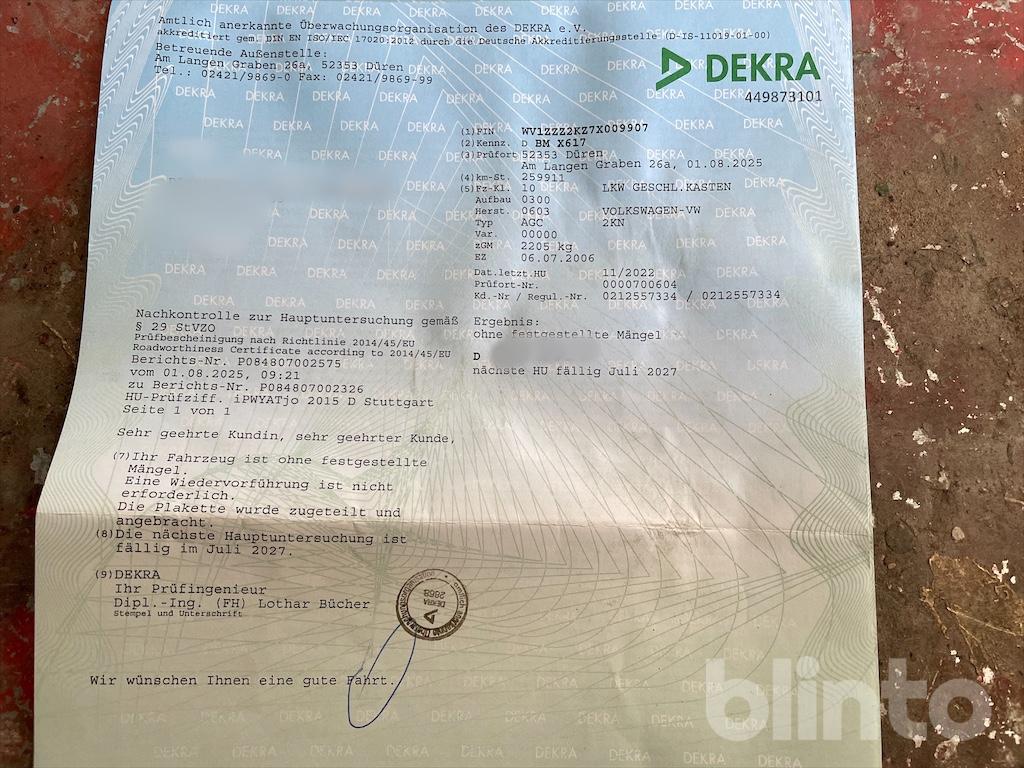 Amtlich anerkannte Überwachungsorganisation des DEKRA e.V.
akkreditiert gem. DIN EN ISO/IEC 17020:2012 durch die Deutsche Akkreditierungsstelle (D-IS-11019-01-00)
Betreuende Außenstelle:
Am Langen Graben 26a, 52353 Düren
Tel.: 02421/9869-0 Fax: 02421/9869-99
DEKRA
449873101
(1) FIN WV1ZZZ2KZ7X009907
(2) Kennz. D BM X617
(3) Prüfort 52353 Düren
Am Langen Graben 26a, 01.08.2025
(4) km-St. 259911
(5) Fz-Kl. 10 LKW GESCHL.KASTEN
Aufbau 0300
Herst. 0603 VOLKSWAGEN-VW
Typ AGC 2KN
Var. 00000
zGM 2205 kg
EZ 06.07.2006
Dat.letzt.HU 11/2022
Prüfort-Nr. 0000700604
Kd.-Nr / Regul.-Nr. 0212557334 / 0212557334
Nachkontrolle zur Hauptuntersuchung gemäß
§ 29 StVZO
Prüfbescheinigung nach Richtlinie 2014/45/EU
Roadworthiness Certificate according to 2014/45/EU
Berichts-Nr. P084807002575
vom 01.08.2025, 09:21
zu Berichts-Nr. P084807002326
HU-Prüfziff. iPWYATjo 2015 D Stuttgart
Seite 1 von 1
Ergebnis:
ohne festgestellte Mängel
D
nächste HU fällig Juli 2027
Sehr geehrte Kundin, sehr geehrter Kunde,
(7) Ihr Fahrzeug ist ohne festgestellte
Mängel.
Eine Wiedervorführung ist nicht
erforderlich.
Die Plakette wurde zugeteilt und
angebracht.
(8) Die nächste Hauptuntersuchung ist
fällig im Juli 2027.
(9) DEKRA
Ihr Prüfingenieur
Dipl.-Ing. (FH) Lothar Bücher
Stempel und Unterschrift
DEKRA
2868
Wir wünschen Ihnen eine gute Fahrt.
blinto